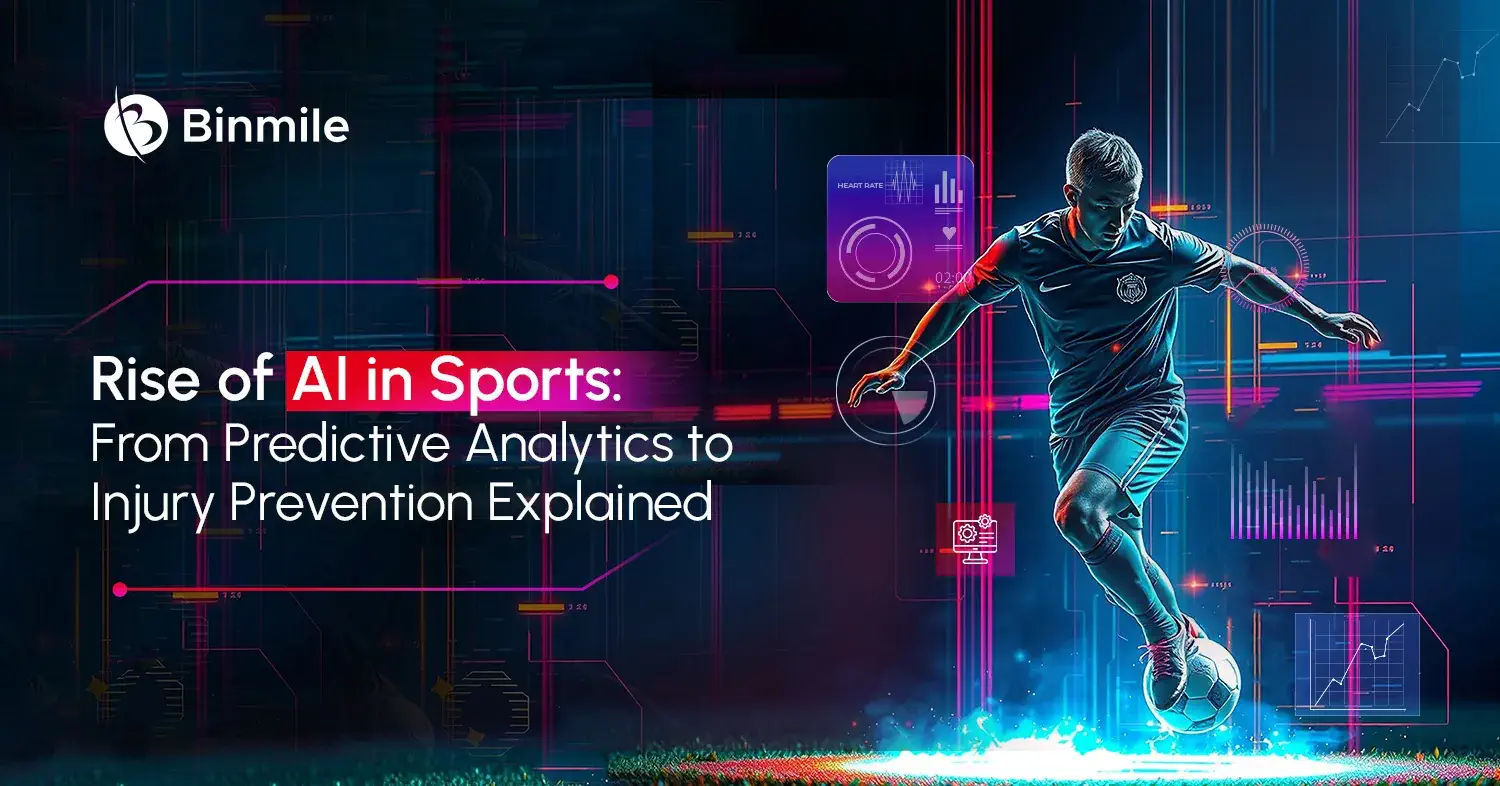 Binmile
Rise of AI in Sports:
From Predictive Analytics to
Injury Prevention Explained
HEART RATE
02:00